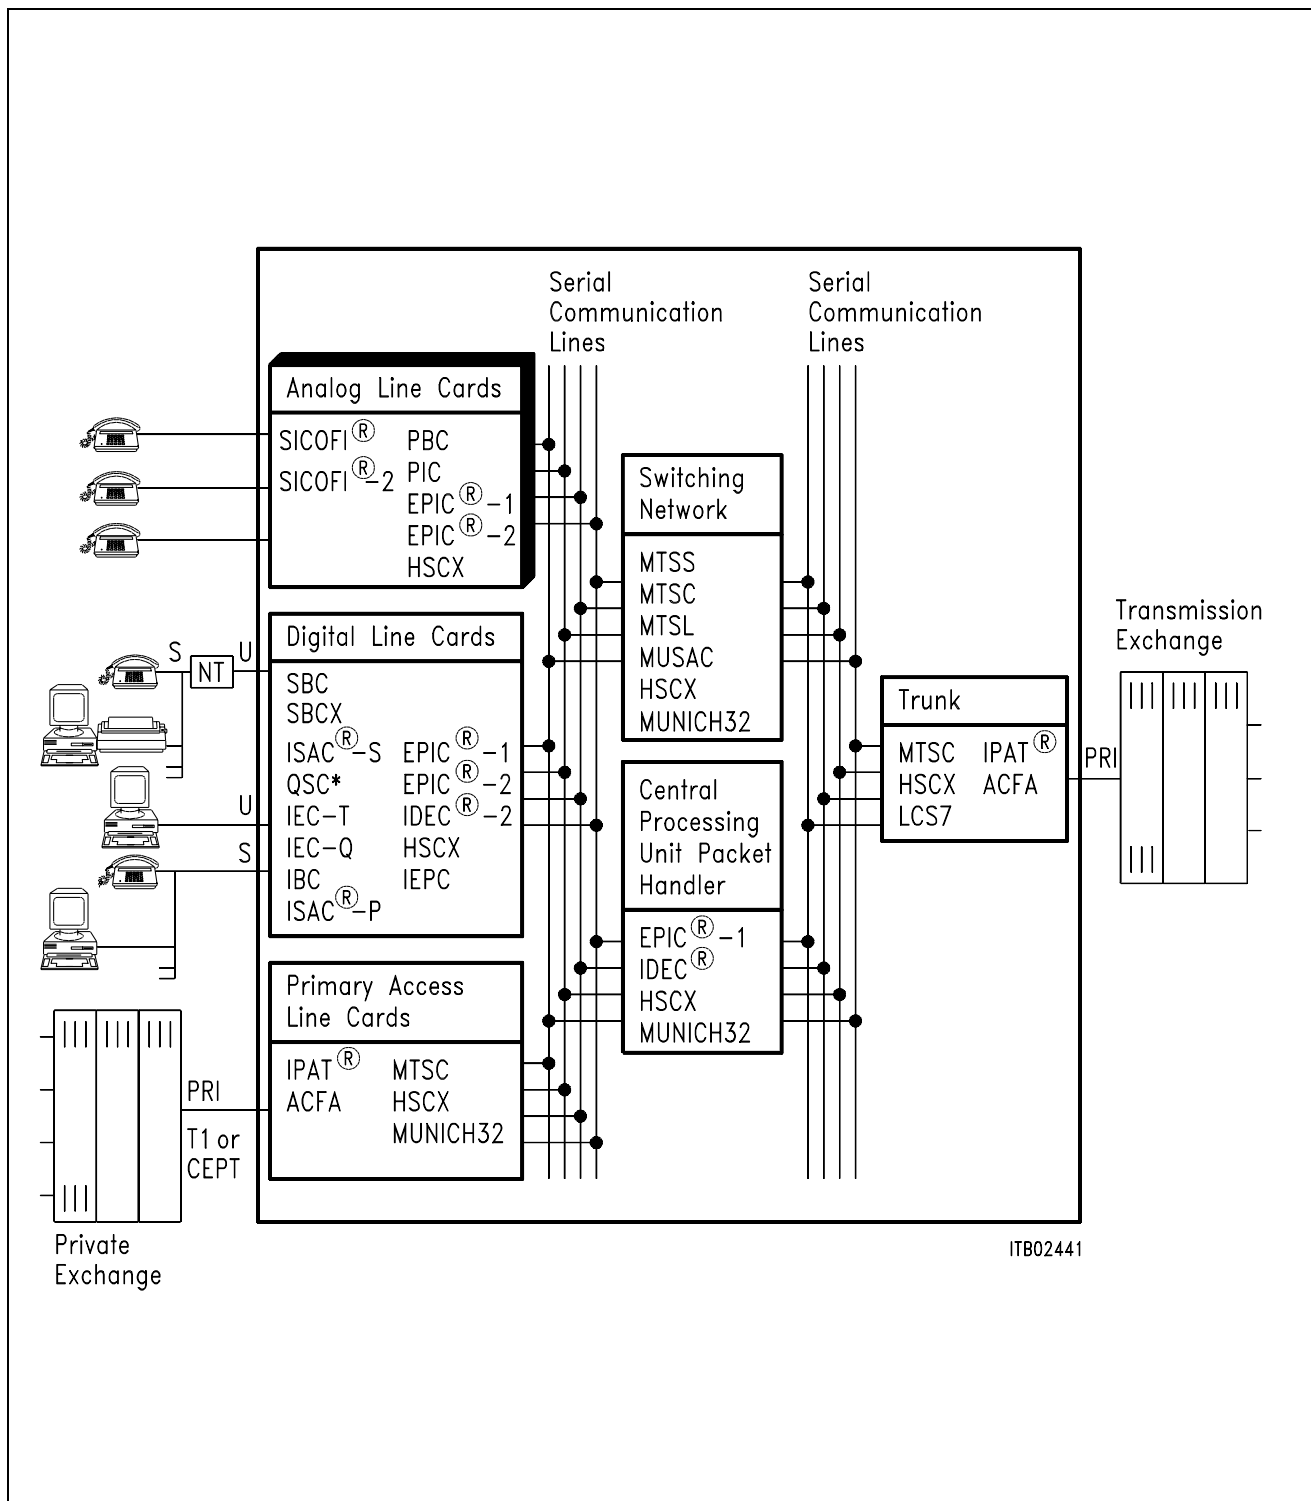 Serial
Communication
Lines
Serial
Communication
Lines
Analog Line Cards
SICOFI®
SICOFI®-2
PBC
PIC
EPIC®-1
EPIC®-2
HSCX
Switching
Network
MTSS
MTSC
MTSL
MUSAC
HSCX
MUNICH32
Digital Line Cards
S
NT
U
U
S
SBC
SBCX
ISAC®-S
QSC*
IEC-T
IEC-Q
IBC
ISAC®-P
EPIC®-1
EPIC®-2
IDEC®-2
HSCX
IEPC
Central
Processing
Unit Packet
Handler
EPIC®-1
IDEC®
HSCX
MUNICH32
Trunk
MTSC
HSCX
LCS7
IPAT®
ACFA
PRI
Transmission
Exchange
Primary Access
Line Cards
IPAT®
ACFA
MTSC
HSCX
MUNICH32
PRI
T1 or
CEPT
Private
Exchange
ITB02441